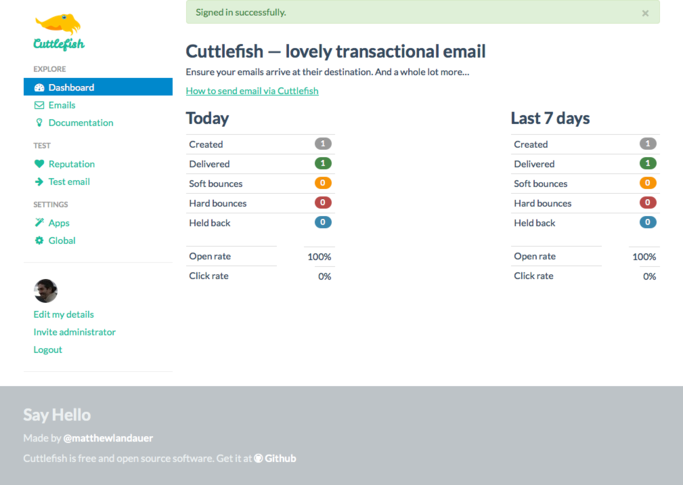 Signed in successfully. ×
Cuttlefish
EXPLORE
Dashboard
Emails
Documentation
TEST
Reputation
Test email
SETTINGS
Apps
Global
Edit my details
Invite administrator
Logout
Cuttlefish — lovely transactional email
Ensure your emails arrive at their destination. And a whole lot more...
How to send email via Cuttlefish
Today
Created 1
Delivered 1
Soft bounces 0
Hard bounces 0
Held back 0
Open rate 100%
Click rate 0%
Last 7 days
Created 1
Delivered 1
Soft bounces 0
Hard bounces 0
Held back 0
Open rate 100%
Click rate 0%
Say Hello
Made by @matthewlandauer
Cuttlefish is free and open source software. Get it at Github